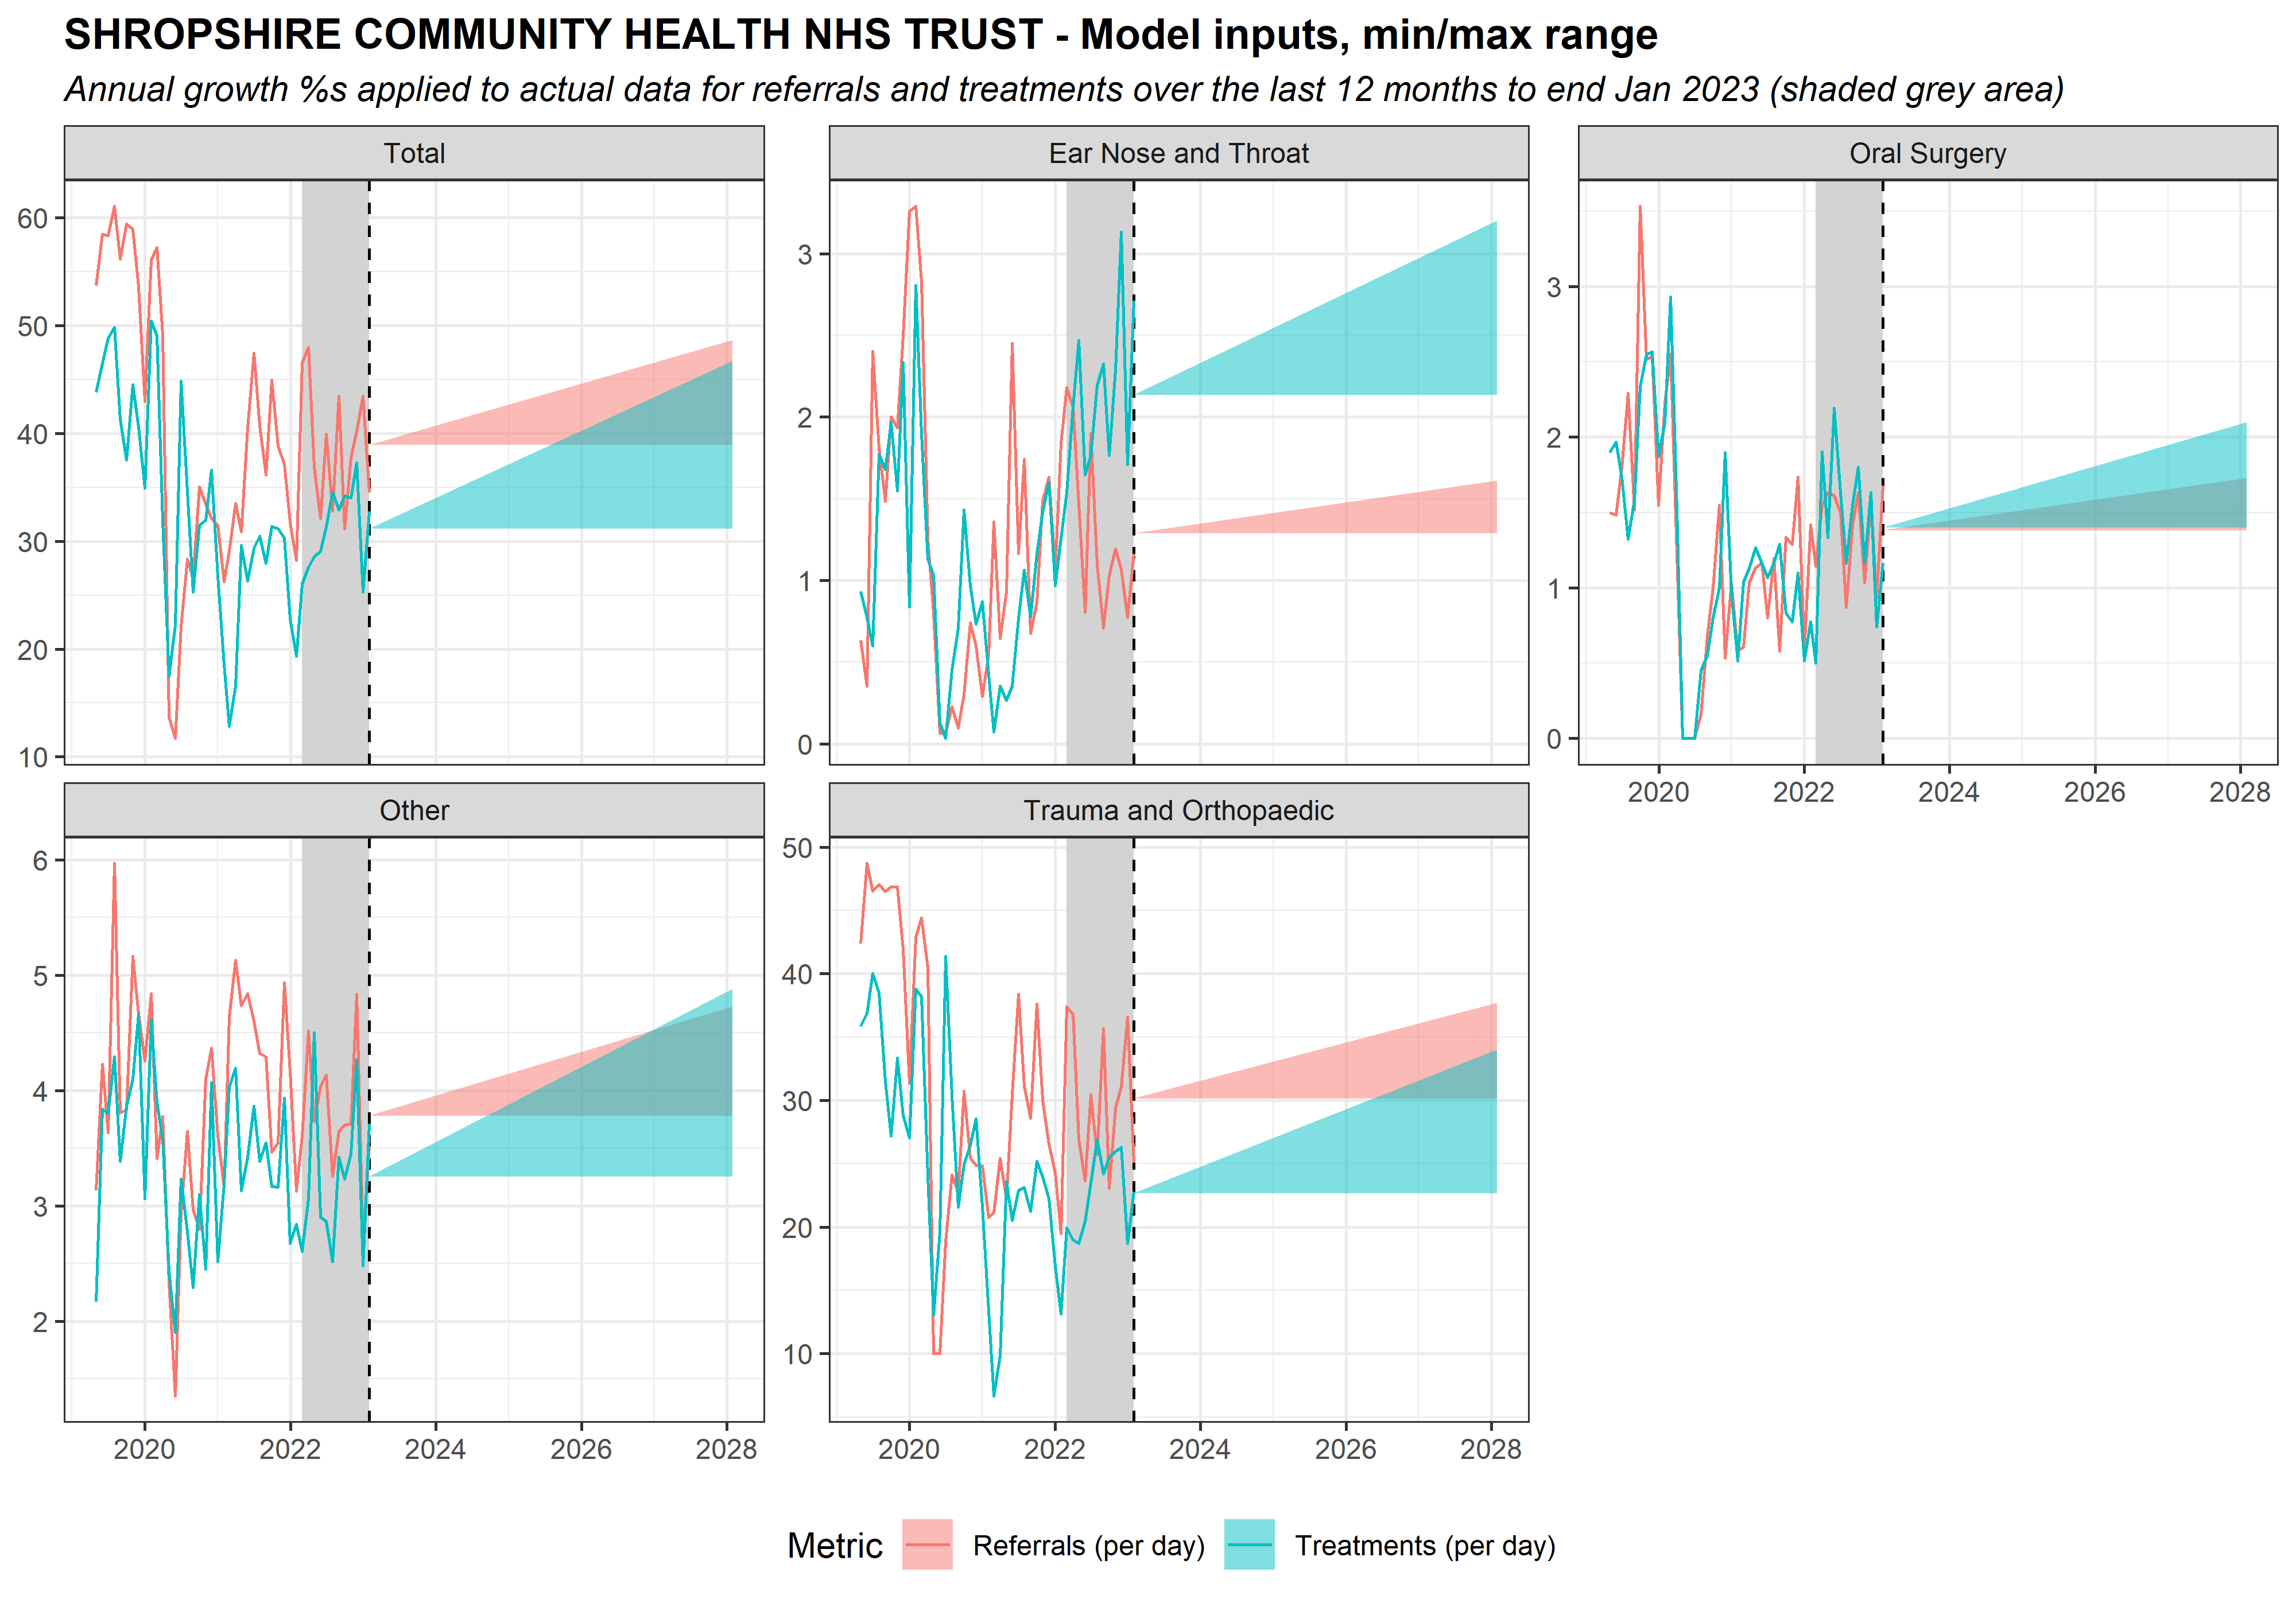 SHROPSHIRE COMMUNITY HEALTH NHS TRUST - Model inputs, min/max range
Annual growth %s applied to actual data for referrals and treatments over the last 12 months to end Jan 2023 (shaded grey area)
Total
Ear Nose and Throat
Oral Surgery
60
50
40
30
20
10
3
2
1
0
3
2
1
0
2020 2022 2024 2026 2028
Other
Trauma and Orthopaedic
6
5
4
3
2
50
40
30
20
10
2020 2022 2024 2026 2028
2020 2022 2024 2026 2028
Metric Referrals (per day) Treatments (per day)